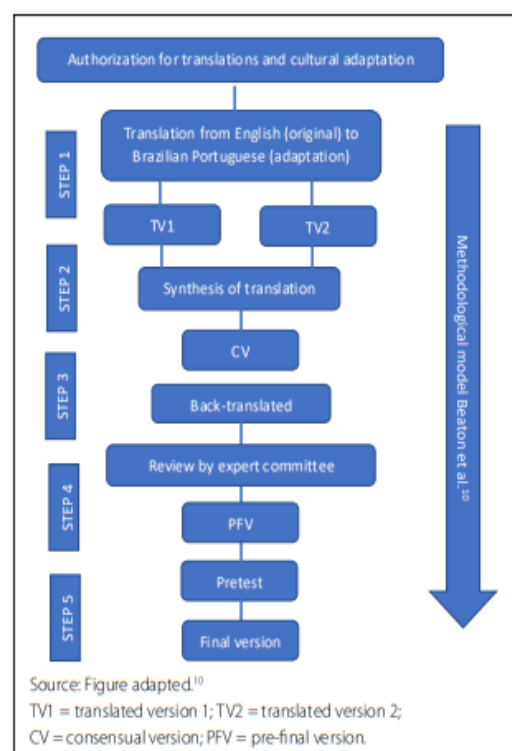 Authorization for translations and cultural adaptation
STEP 1
Translation from English (original) to
Brazilian Portuguese (adaptation)
TV1
TV2
STEP 2
Synthesis of translation
CV
STEP 3
Back-translated
Review by expert committee
STEP 4
PFV
Pretest
STEP 5
Final version
Methodological model Beaton et al.¹⁰
Source: Figure adapted.¹⁰
TV1 = translated version 1; TV2 = translated version 2;
CV = consensual version; PFV = pre-final version.